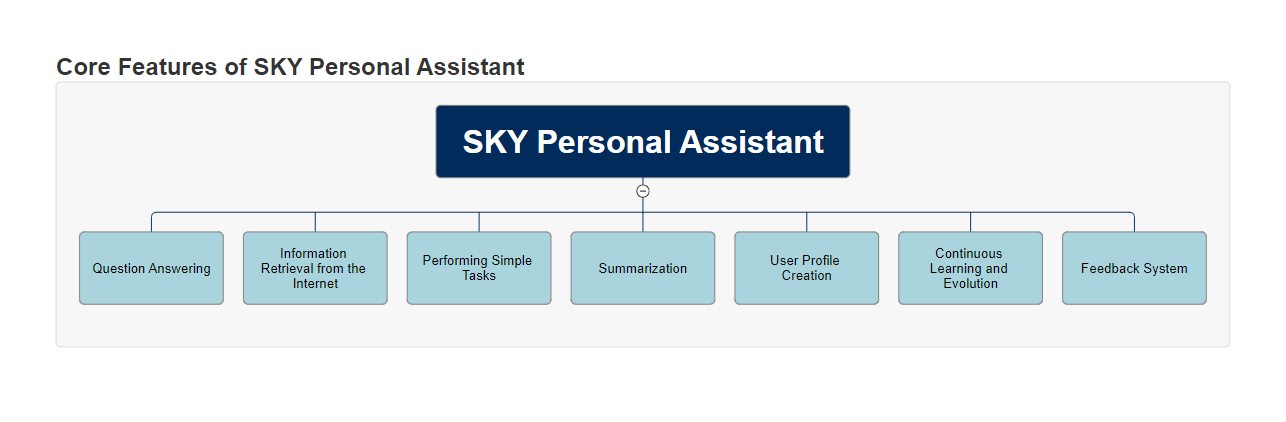 Core Features of SKY Personal Assistant
SKY Personal Assistant
Question Answering
Information
Retrieval from the
Internet
Performing Simple
Tasks
Summarization
User Profile
Creation
Continuous
Learning and
Evolution
Feedback System